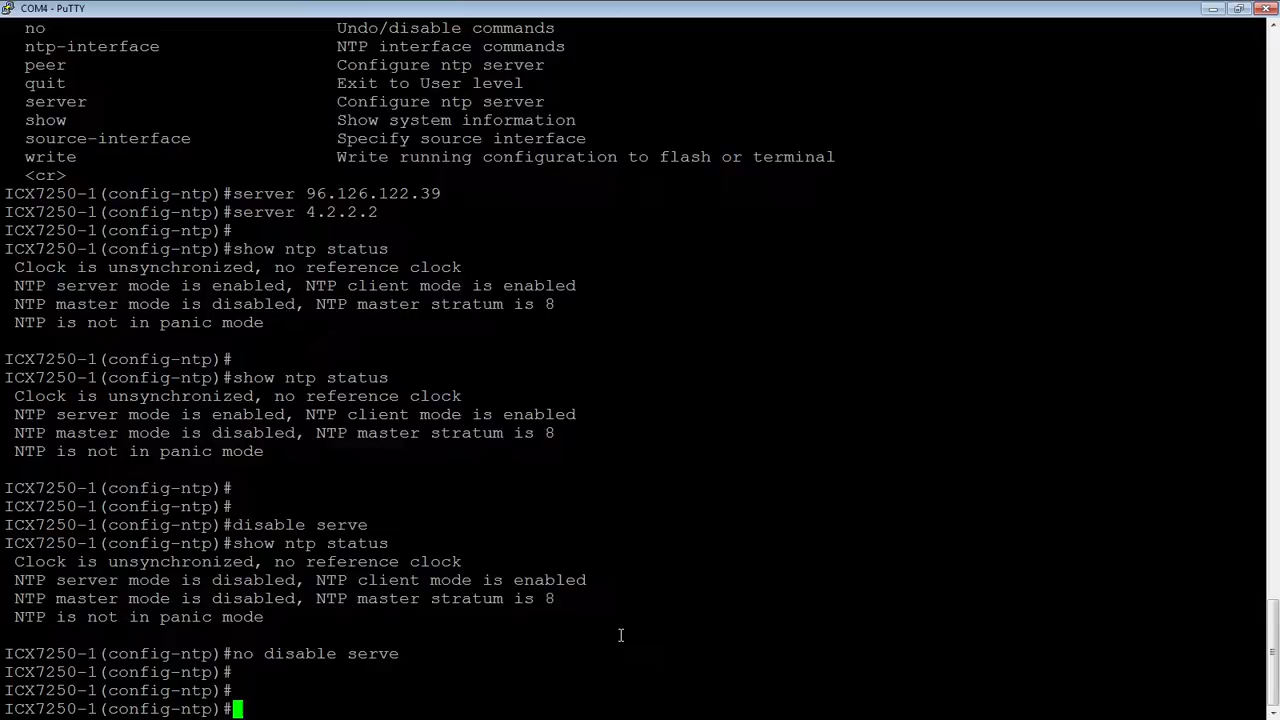 COM4 - PuTTY
no Undo/disable commands
ntp-interface NTP interface commands
peer Configure ntp server
quit Exit to User level
server Configure ntp server
show Show system information
source-interface Specify source interface
write Write running configuration to flash or terminal
<cr>
ICX7250-1(config-ntp)#server 96.126.122.39
ICX7250-1(config-ntp)#server 4.2.2.2
ICX7250-1(config-ntp)#
ICX7250-1(config-ntp)#show ntp status
Clock is unsynchronized, no reference clock
NTP server mode is enabled, NTP client mode is enabled
NTP master mode is disabled, NTP master stratum is 8
NTP is not in panic mode
ICX7250-1(config-ntp)#
ICX7250-1(config-ntp)#show ntp status
Clock is unsynchronized, no reference clock
NTP server mode is enabled, NTP client mode is enabled
NTP master mode is disabled, NTP master stratum is 8
NTP is not in panic mode
ICX7250-1(config-ntp)#
ICX7250-1(config-ntp)#
ICX7250-1(config-ntp)#disable serve
ICX7250-1(config-ntp)#show ntp status
Clock is unsynchronized, no reference clock
NTP server mode is disabled, NTP client mode is enabled
NTP master mode is disabled, NTP master stratum is 8
NTP is not in panic mode
ICX7250-1(config-ntp)#no disable serve
ICX7250-1(config-ntp)#
ICX7250-1(config-ntp)#
ICX7250-1(config-ntp)#